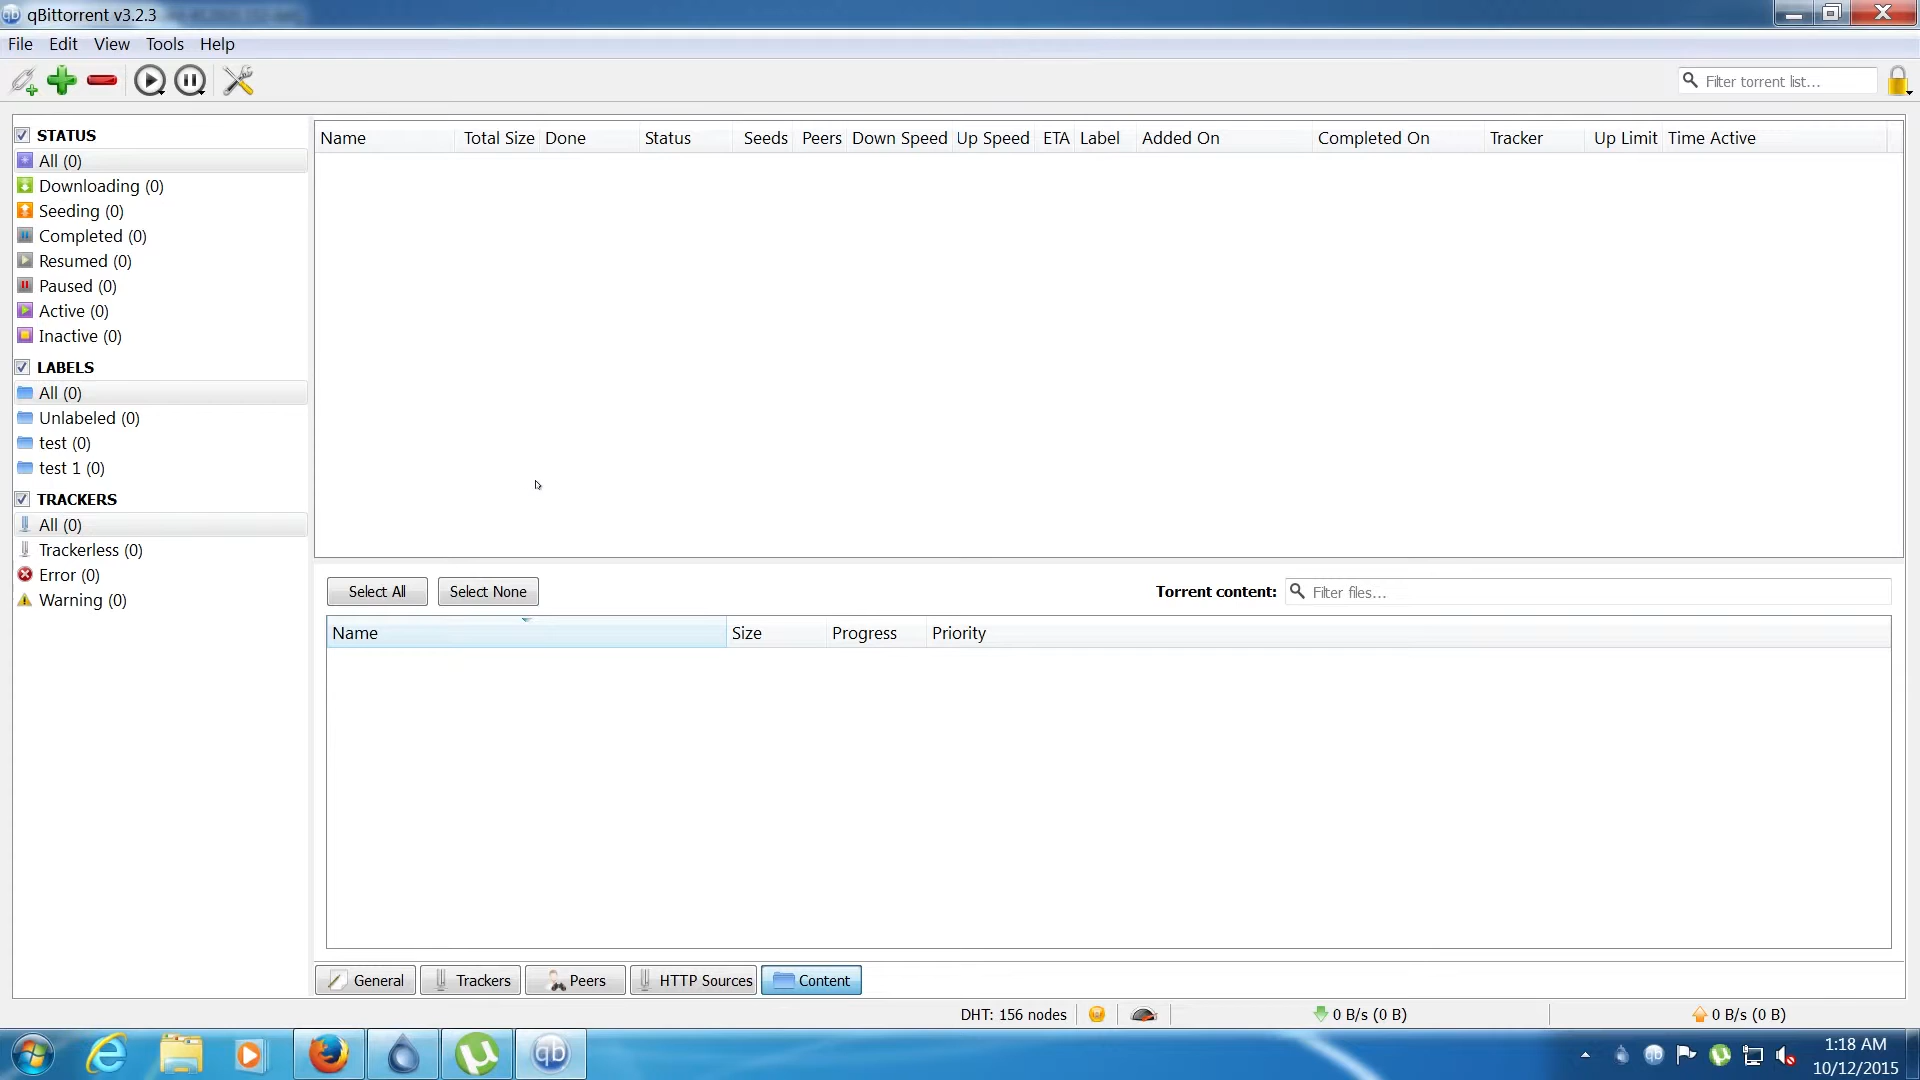 qBittorrent v3.2.3
File Edit View Tools Help
Filter torrent list...
STATUS
All (0)
Downloading (0)
Seeding (0)
Completed (0)
Resumed (0)
Paused (0)
Active (0)
Inactive (0)
LABELS
All (0)
Unlabeled (0)
test (0)
test 1 (0)
TRACKERS
All (0)
Trackerless (0)
Error (0)
Warning (0)
Name Total Size Done Status Seeds Peers Down Speed Up Speed ETA Label Added On Completed On Tracker Up Limit Time Active
Select All Select None Torrent content: Filter files...
Name Size Progress Priority
General Trackers Peers HTTP Sources Content
DHT: 156 nodes 0 B/s (0 B) 0 B/s (0 B)
1:18 AM
10/12/2015